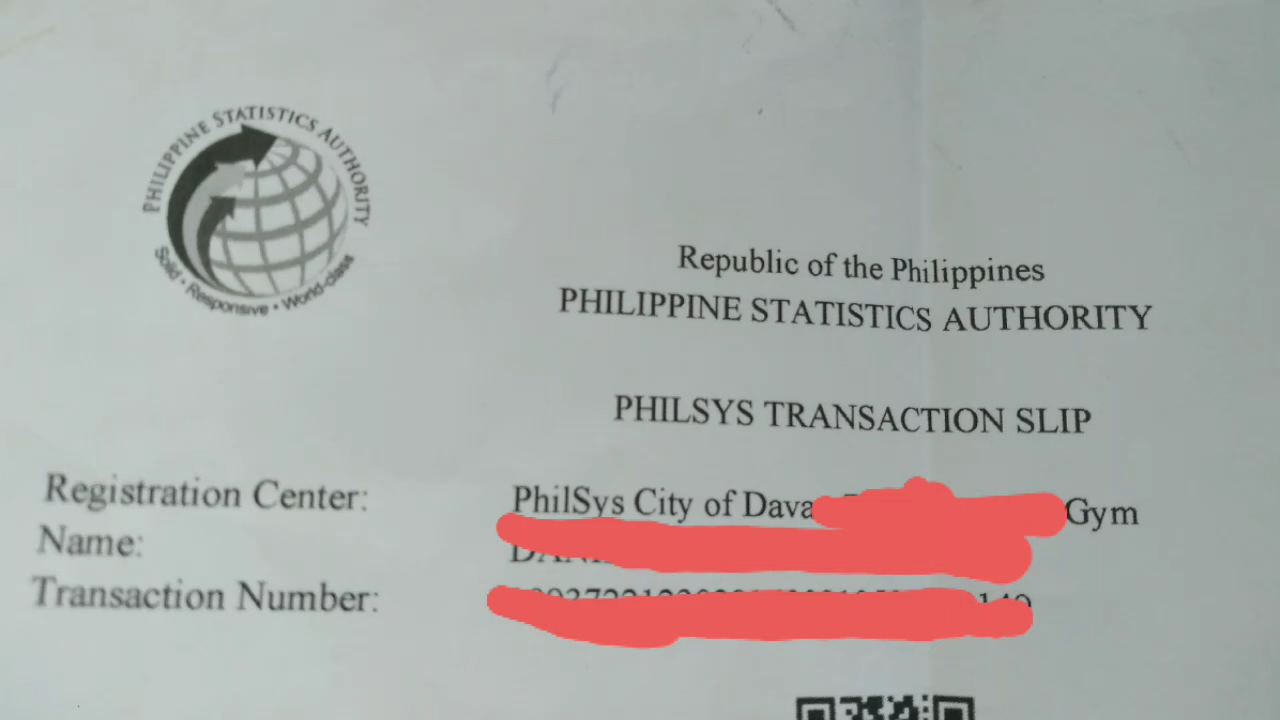 PHILIPPINE STATISTICS AUTHORITY
Solid • Responsive • World-class
Republic of the Philippines
PHILIPPINE STATISTICS AUTHORITY
PHILSYS TRANSACTION SLIP
Registration Center: PhilSys City of Gym
Name:
Transaction Number: